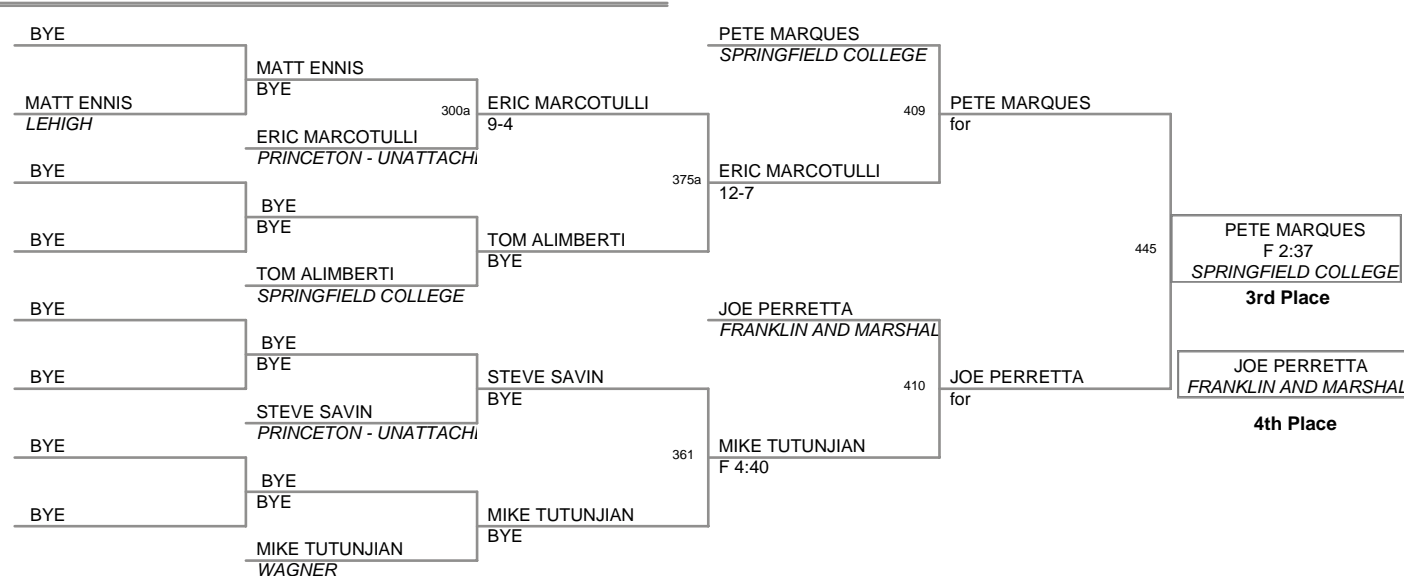 BYE
MATT ENNIS
LEHIGH
BYE
BYE
BYE
BYE
BYE
BYE
MATT ENNIS
BYE
300a
ERIC MARCOTULLI
PRINCETON - UNATTACHI
BYE
BYE
TOM ALIMBERTI
SPRINGFIELD COLLEGE
BYE
BYE
STEVE SAVIN
PRINCETON - UNATTACHI
BYE
BYE
MIKE TUTUNJIAN
WAGNER
ERIC MARCOTULLI
9-4
375a
TOM ALIMBERTI
BYE
STEVE SAVIN
BYE
361
MIKE TUTUNJIAN
BYE
PETE MARQUES
SPRINGFIELD COLLEGE
409
ERIC MARCOTULLI
12-7
JOE PERRETTA
FRANKLIN AND MARSHAL
410
MIKE TUTUNJIAN
F 4:40
PETE MARQUES
for
445
JOE PERRETTA
for
PETE MARQUES
F 2:37
SPRINGFIELD COLLEGE
3rd Place
JOE PERRETTA
FRANKLIN AND MARSHAL
4th Place